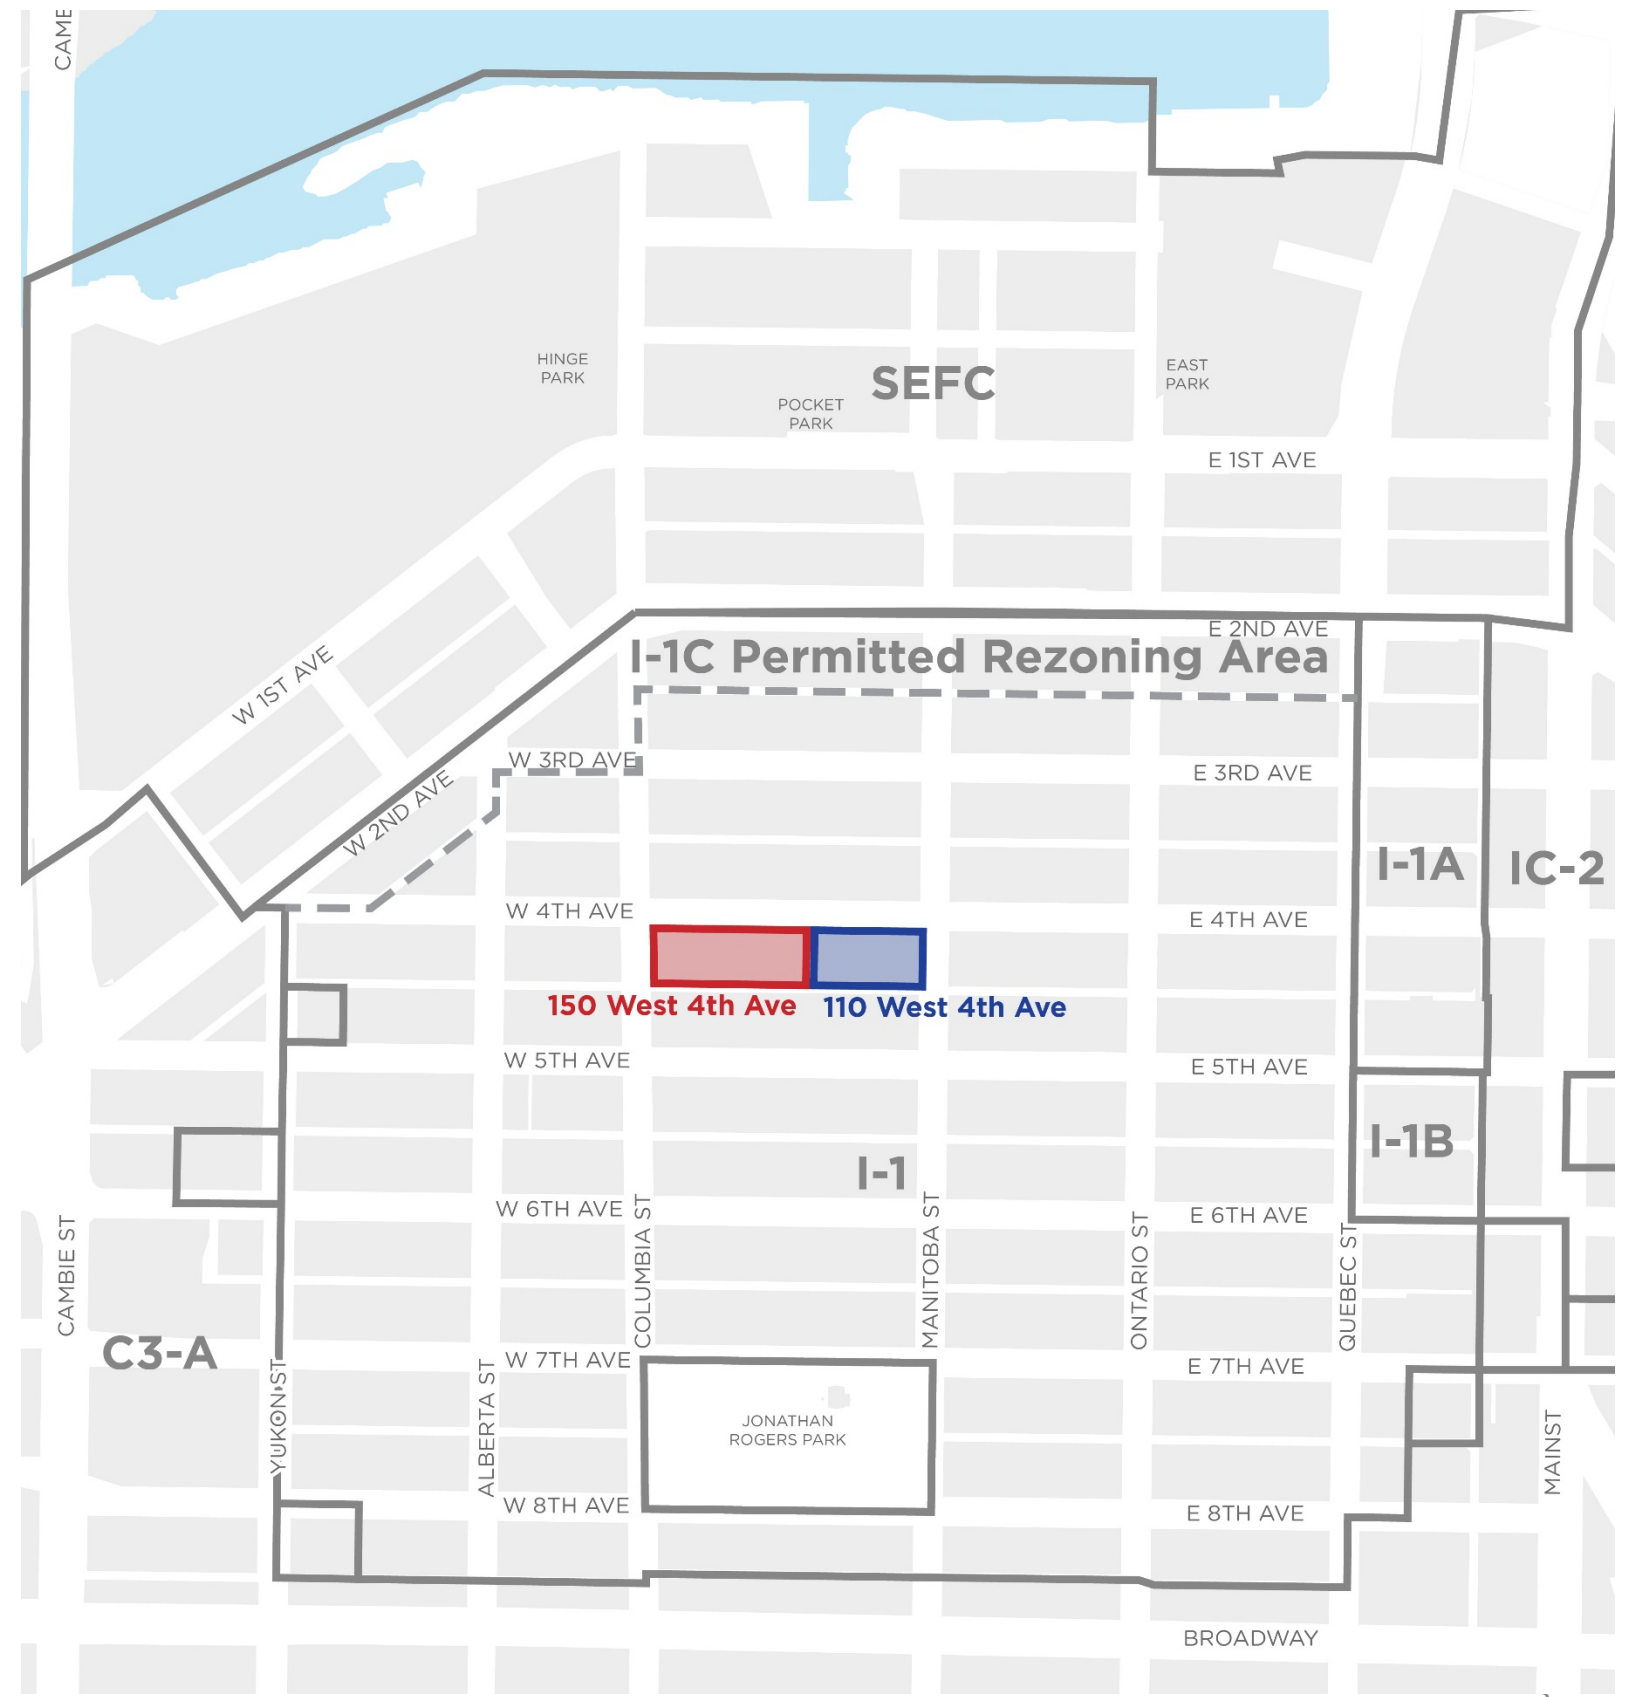 CAMB
HINGE
PARK
SEFC
EAST
PARK
POCKET
PARK
E 1ST AVE
E 2ND AVE
I-1C Permitted Rezoning Area
W 1ST AVE
W 3RD AVE
E 3RD AVE
W 2ND AVE
I-1A
IC-2
W 4TH AVE
E 4TH AVE
150 West 4th Ave
110 West 4th Ave
W 5TH AVE
E 5TH AVE
I-1B
I-1
W 6TH AVE
E 6TH AVE
CAMBIE ST
COLUMBIA ST
MANITOBA ST
ONTARIO ST
QUEBEC ST
C3-A
W 7TH AVE
E 7TH AVE
YUKON ST
ALBERTA ST
JONATHAN
ROGERS PARK
MAINST
W 8TH AVE
E 8TH AVE
BROADWAY